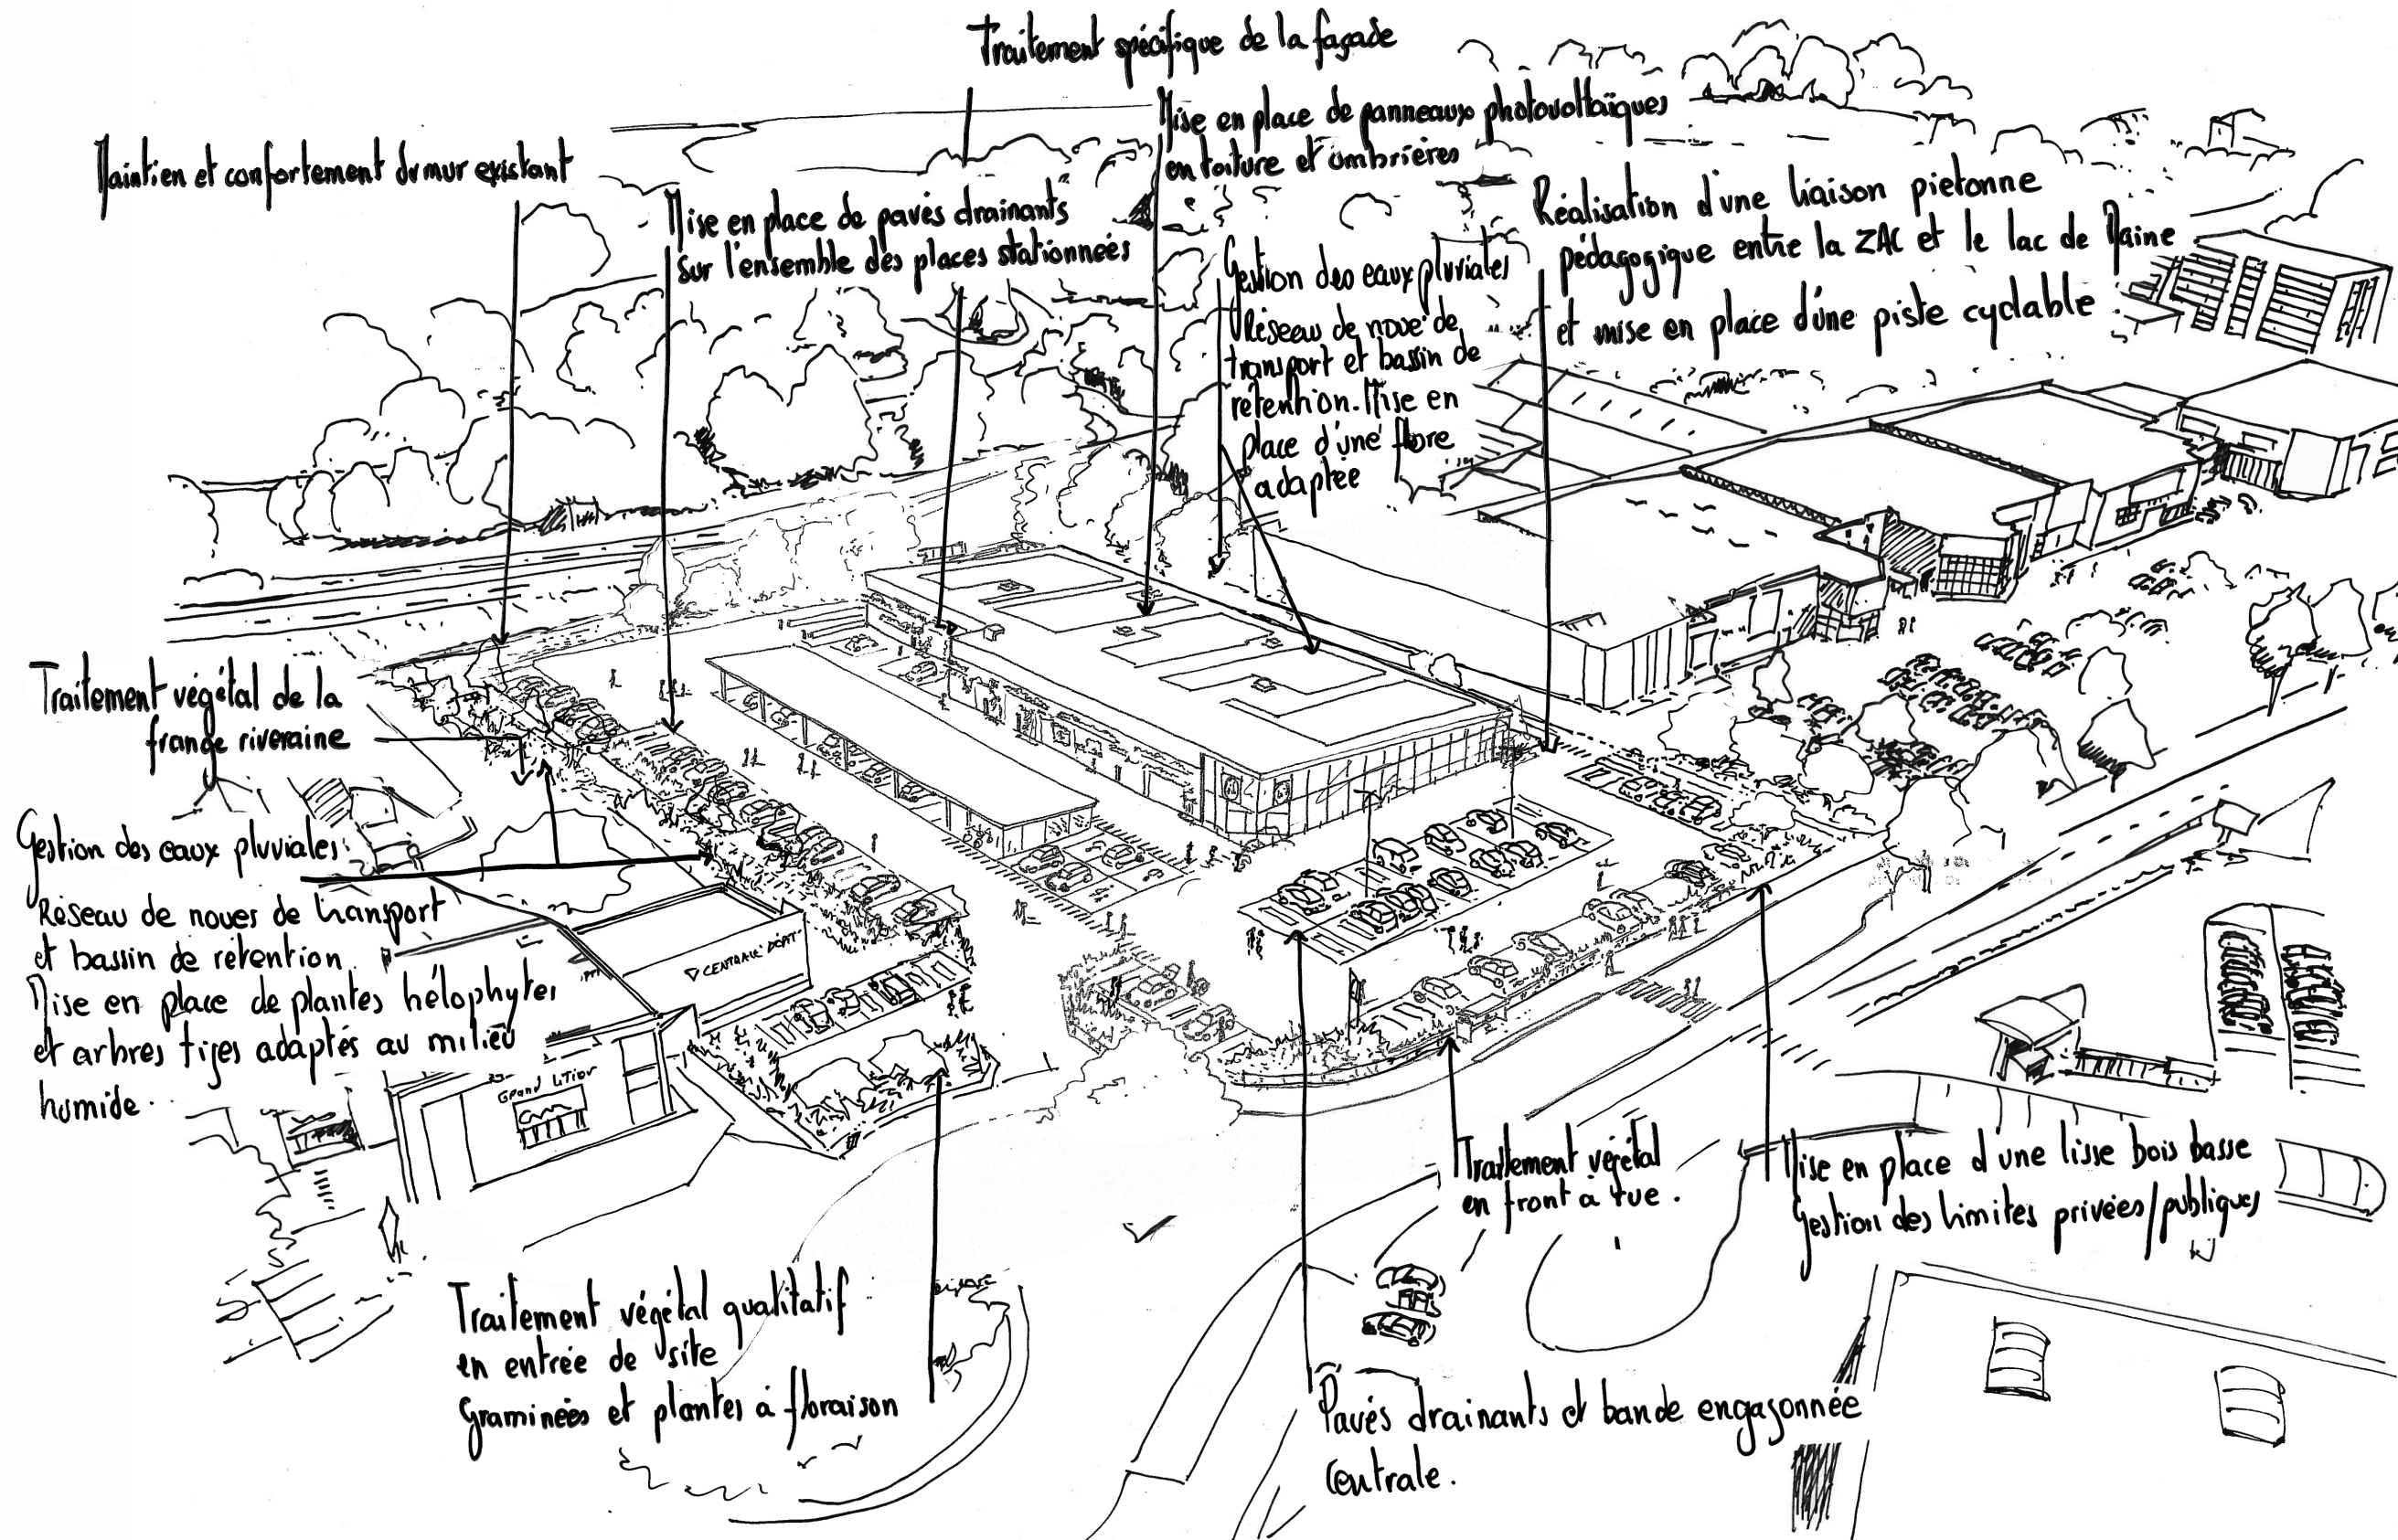 Traitement spécifique de la façade
Mise en place de panneaux photovoltaïques
en toiture et ombrières
Maintien et confortement du mur existant
Mise en place de pavés drainants
sur l'ensemble des places stationnées
Réalisation d'une liaison piétonne
pédagogique entre la ZAC et le lac de Maine
et mise en place d'une piste cyclable
Gestion des eaux pluviales
Réseau de noue de
transport et bassin de
rétention. Mise en
place d'une flore
adaptée
Traitement végétal de la
frange riveraine
Gestion des eaux pluviales
Réseau de noues de transport
et bassin de rétention
Mise en place de plantes hélophytes
et arbres tiges adaptés au milieu
humide.
CENTRALE
Grand Litier
Traitement végétal
en front à rue.
Mise en place d'une lisse bois basse
Gestion des limites privées/publiques
Traitement végétal qualitatif
en entrée de site
Graminées et plantes à floraison
Pavés drainants et bande engazonnée
centrale.